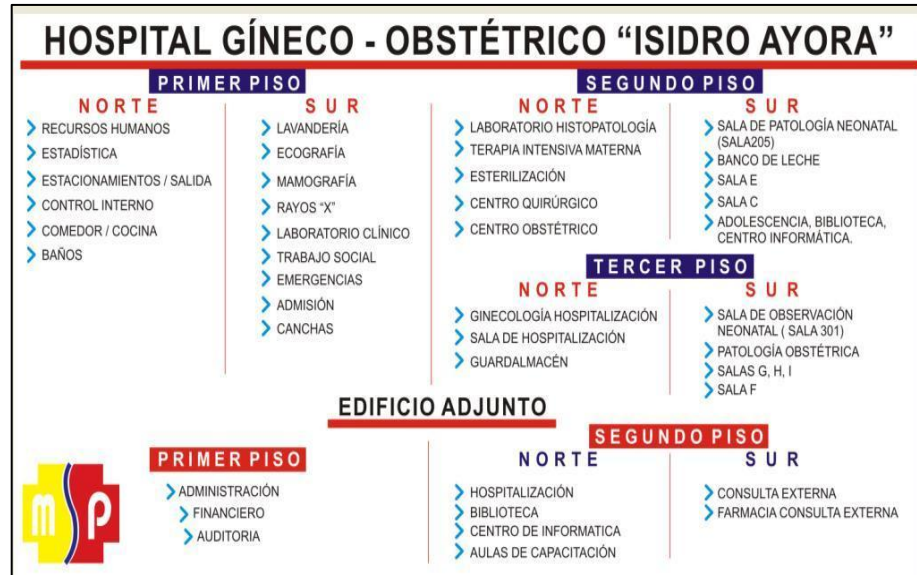 HOSPITAL GÍNECO - OBSTÉTRICO “ISIDRO AYORA”
PRIMER PISO
NORTE
RECURSOS HUMANOS
ESTADÍSTICA
ESTACIONAMIENTOS / SALIDA
CONTROL INTERNO
COMEDOR / COCINA
BAÑOS
SUR
LAVANDERÍA
ECOGRAFÍA
MAMOGRAFÍA
RAYOS “X”
LABORATORIO CLÍNICO
TRABAJO SOCIAL
EMERGENCIAS
ADMISIÓN
CANCHAS
SEGUNDO PISO
NORTE
LABORATORIO HISTOPATOLOGÍA
TERAPIA INTENSIVA MATERNA
ESTERILIZACIÓN
CENTRO QUIRÚRGICO
CENTRO OBSTÉTRICO
SUR
SALA DE PATOLOGÍA NEONATAL
(SALA205)
BANCO DE LECHE
SALA E
SALA C
ADOLESCENCIA, BIBLIOTECA,
CENTRO INFORMÁTICA.
TERCER PISO
NORTE
GINECOLOGÍA HOSPITALIZACIÓN
SALA DE HOSPITALIZACIÓN
GUARDALMACÉN
SUR
SALA DE OBSERVACIÓN
NEONATAL ( SALA 301)
PATOLOGÍA OBSTÉTRICA
SALAS G, H, I
SALA F
EDIFICIO ADJUNTO
PRIMER PISO
ADMINISTRACIÓN
FINANCIERO
AUDITORIA
SEGUNDO PISO
NORTE
HOSPITALIZACIÓN
BIBLIOTECA
CENTRO DE INFORMATICA
AULAS DE CAPACITACIÓN
SUR
CONSULTA EXTERNA
FARMACIA CONSULTA EXTERNA
msp